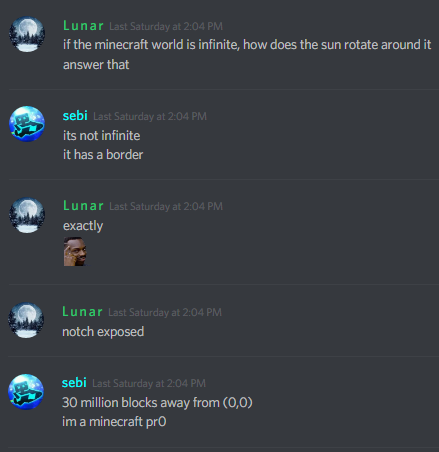 Lunar Last Saturday at 2:04 PM
if the minecraft world is infinite, how does the sun rotate around it
answer that
sebi Last Saturday at 2:04 PM
its not infinite
it has a border
Lunar Last Saturday at 2:04 PM
exactly
Lunar Last Saturday at 2:04 PM
notch exposed
sebi Last Saturday at 2:04 PM
30 million blocks away from (0,0)
im a minecraft pr0